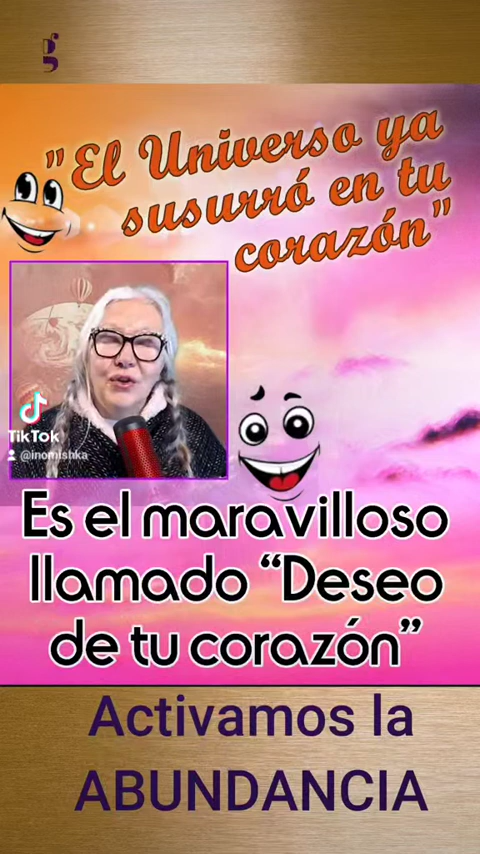 "El Universo ya
susurró en tu
corazón"
TikTok
@inomishka
Es el maravilloso
llamado “Deseo
de tu corazón”
Activamos la
ABUNDANCIA